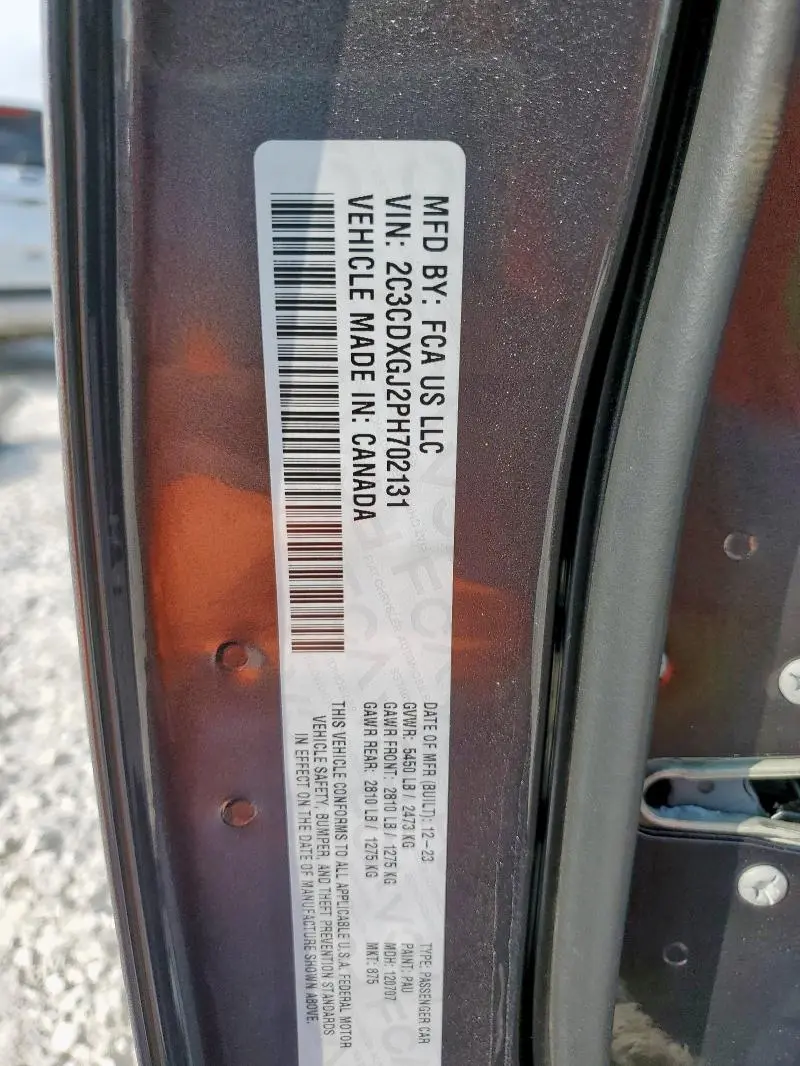 MFD BY: FCA US LLC
VIN: 2C3CDXGJ2PH702131
VEHICLE MADE IN: CANADA
DATE OF MFR (BUILT): 12-23
GVWR: 5450 LB / 2473 KG
GAWR FRONT: 2810 LB / 1275 KG
GAWR REAR: 2810 LB / 1275 KG
TYPE: PASSENGER CAR
PAINT: PAU
MDH: 120707
MKT: 875
THIS VEHICLE CONFORMS TO ALL APPLICABLE U.S.A. FEDERAL MOTOR
VEHICLE SAFETY, BUMPER, AND THEFT PREVENTION STANDARDS
IN EFFECT ON THE DATE OF MANUFACTURE SHOWN ABOVE.